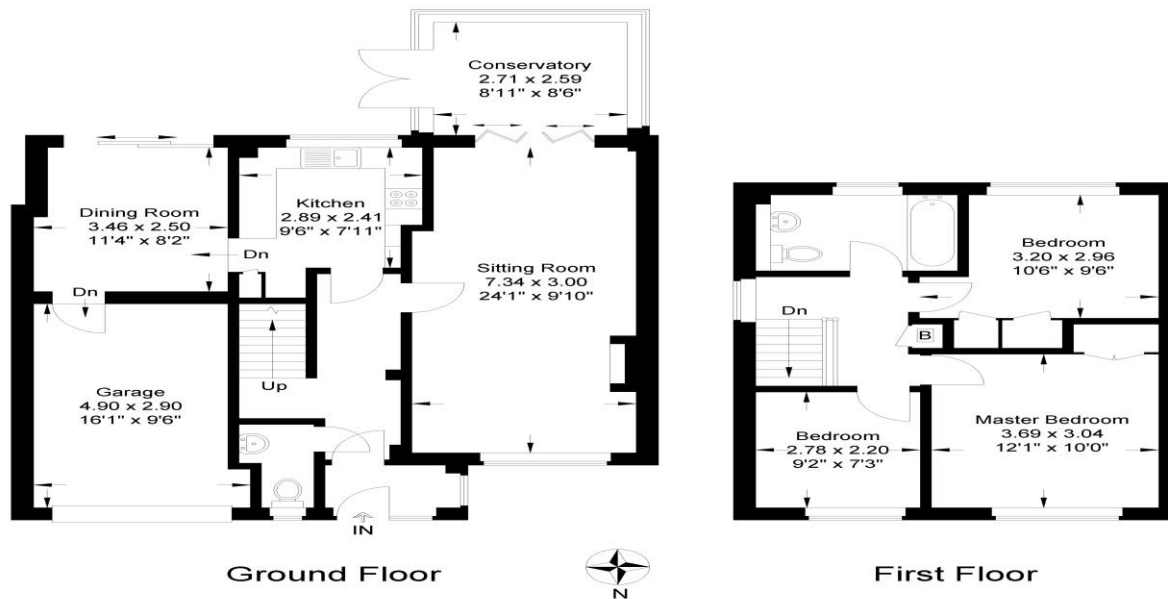 Conservatory
2.71 x 2.59
8'11" x 8'6"
Kitchen
2.89 x 2.41
9'6" x 7'11"
Dining Room
3.46 x 2.50
11'4" x 8'2"
Dn
Dn
Sitting Room
7.34 x 3.00
24'1" x 9'10"
Up
Garage
4.90 x 2.90
16'1" x 9'6"
IN
Ground Floor
N
Bedroom
3.20 x 2.96
10'6" x 9'6"
Dn
B
Master Bedroom
3.69 x 3.04
12'1" x 10'0"
Bedroom
2.78 x 2.20
9'2" x 7'3"
First Floor